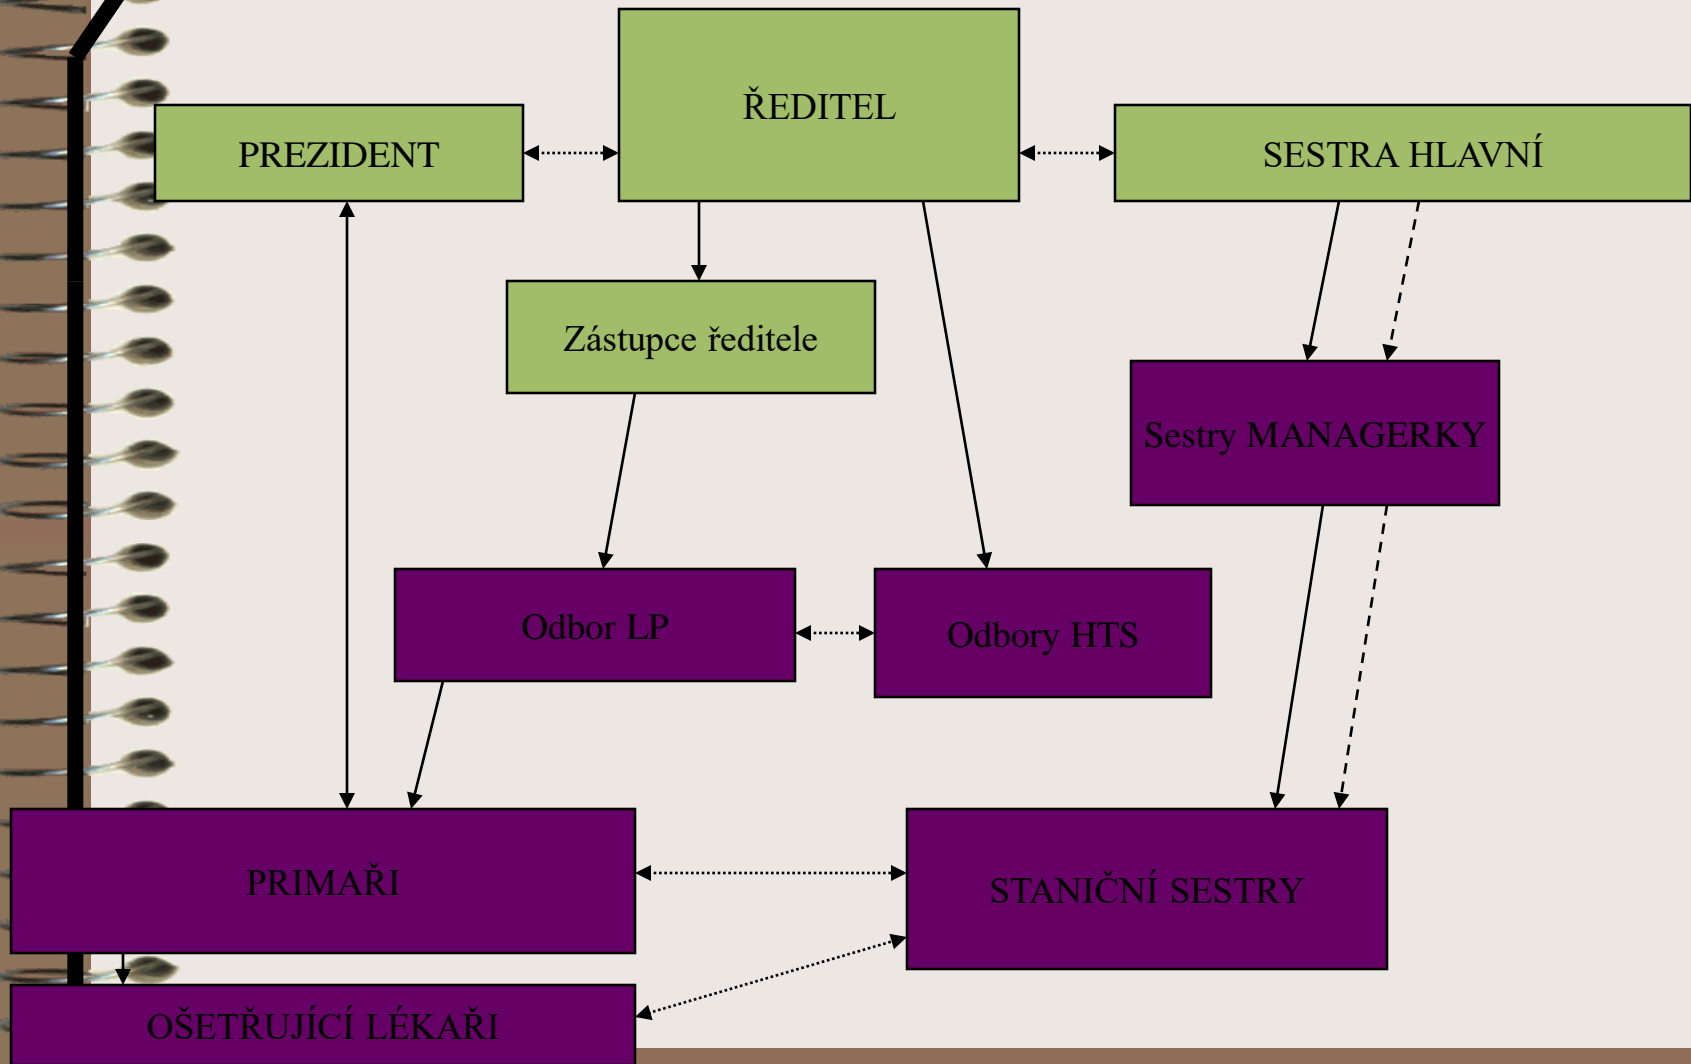 ŘEDITEL
PREZIDENT
SESTRA HLAVNÍ
Zástupce ředitele
Sestry MANAGERKY
Odbor LP
Odbory HTS
PRIMAŘI
STANIČNÍ SESTRY
OŠETŘUJÍCÍ LÉKAŘI